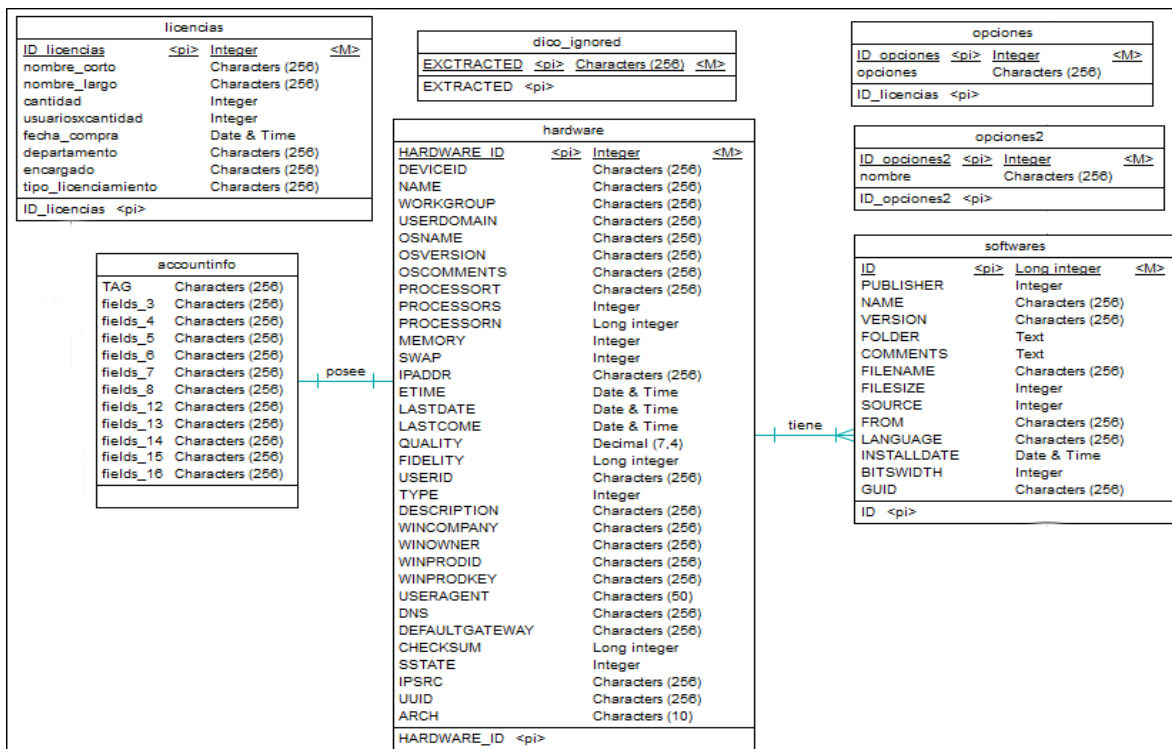 licencias
ID_licencias <pi> Integer <M>
nombre_corto Characters (256)
nombre_largo Characters (256)
cantidad Integer
usuariosxcantidad Integer
fecha_compra Date & Time
departamento Characters (256)
encargado Characters (256)
tipo_licenciamiento Characters (256)
ID_licencias <pi>
dico_ignored
EXCTRACTED <pi> Characters (256) <M>
EXTRACTED <pi>
opciones
ID_opciones <pi> Integer <M>
opciones Characters (256)
ID_licencias <pi>
opciones2
ID_opciones2 <pi> Integer <M>
nombre Characters (256)
ID_opciones2 <pi>
accountinfo
TAG Characters (256)
fields_3 Characters (256)
fields_4 Characters (256)
fields_5 Characters (256)
fields_6 Characters (256)
fields_7 Characters (256)
fields_8 Characters (256)
fields_12 Characters (256)
fields_13 Characters (256)
fields_14 Characters (256)
fields_15 Characters (256)
fields_16 Characters (256)
posee
hardware
HARDWARE_ID <pi> Integer <M>
DEVICEID Characters (256)
NAME Characters (256)
WORKGROUP Characters (256)
USERDOMAIN Characters (256)
OSNAME Characters (256)
OSVERSION Characters (256)
OSCOMMENTS Characters (256)
PROCESSORT Characters (256)
PROCESSORS Integer
PROCESSORN Long integer
MEMORY Integer
SWAP Integer
IPADDR Characters (256)
ETIME Date & Time
LASTDATE Date & Time
LASTCOME Date & Time
QUALITY Decimal (7,4)
FIDELITY Long integer
USERID Characters (256)
TYPE Integer
DESCRIPTION Characters (256)
WINCOMPANY Characters (256)
WINOWNER Characters (256)
WINPRODID Characters (256)
WINPRODKEY Characters (256)
USERAGENT Characters (50)
DNS Characters (256)
DEFAULTGATEWAY Characters (256)
CHECKSUM Long integer
SSTATE Integer
IPSRC Characters (256)
UUID Characters (256)
ARCH Characters (10)
HARDWARE_ID <pi>
tiene
softwares
ID <pi> Long integer <M>
PUBLISHER Integer
NAME Characters (256)
VERSION Characters (256)
FOLDER Text
COMMENTS Text
FILENAME Characters (256)
FILESIZE Integer
SOURCE Integer
FROM Characters (256)
LANGUAGE Characters (256)
INSTALLDATE Date & Time
BITSWIDTH Integer
GUID Characters (256)
ID <pi>